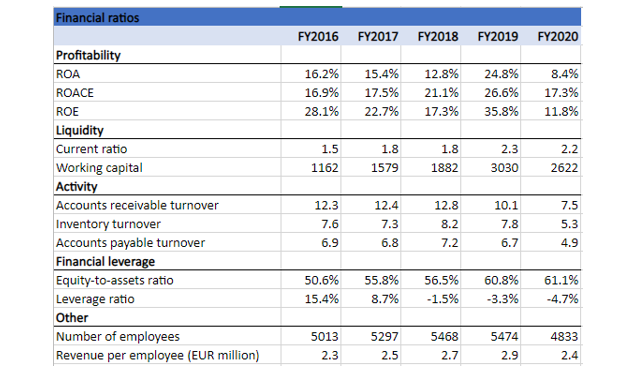 Financial ratios
FY2016 FY2017 FY2018 FY2019 FY2020
Profitability
ROA 16.2% 15.4% 12.8% 24.8% 8.4%
ROACE 16.9% 17.5% 21.1% 26.6% 17.3%
ROE 28.1% 22.7% 17.3% 35.8% 11.8%
Liquidity
Current ratio 1.5 1.8 1.8 2.3 2.2
Working capital 1162 1579 1882 3030 2622
Activity
Accounts receivable turnover 12.3 12.4 12.8 10.1 7.5
Inventory turnover 7.6 7.3 8.2 7.8 5.3
Accounts payable turnover 6.9 6.8 7.2 6.7 4.9
Financial leverage
Equity-to-assets ratio 50.6% 55.8% 56.5% 60.8% 61.1%
Leverage ratio 15.4% 8.7% -1.5% -3.3% -4.7%
Other
Number of employees 5013 5297 5468 5474 4833
Revenue per employee (EUR million) 2.3 2.5 2.7 2.9 2.4